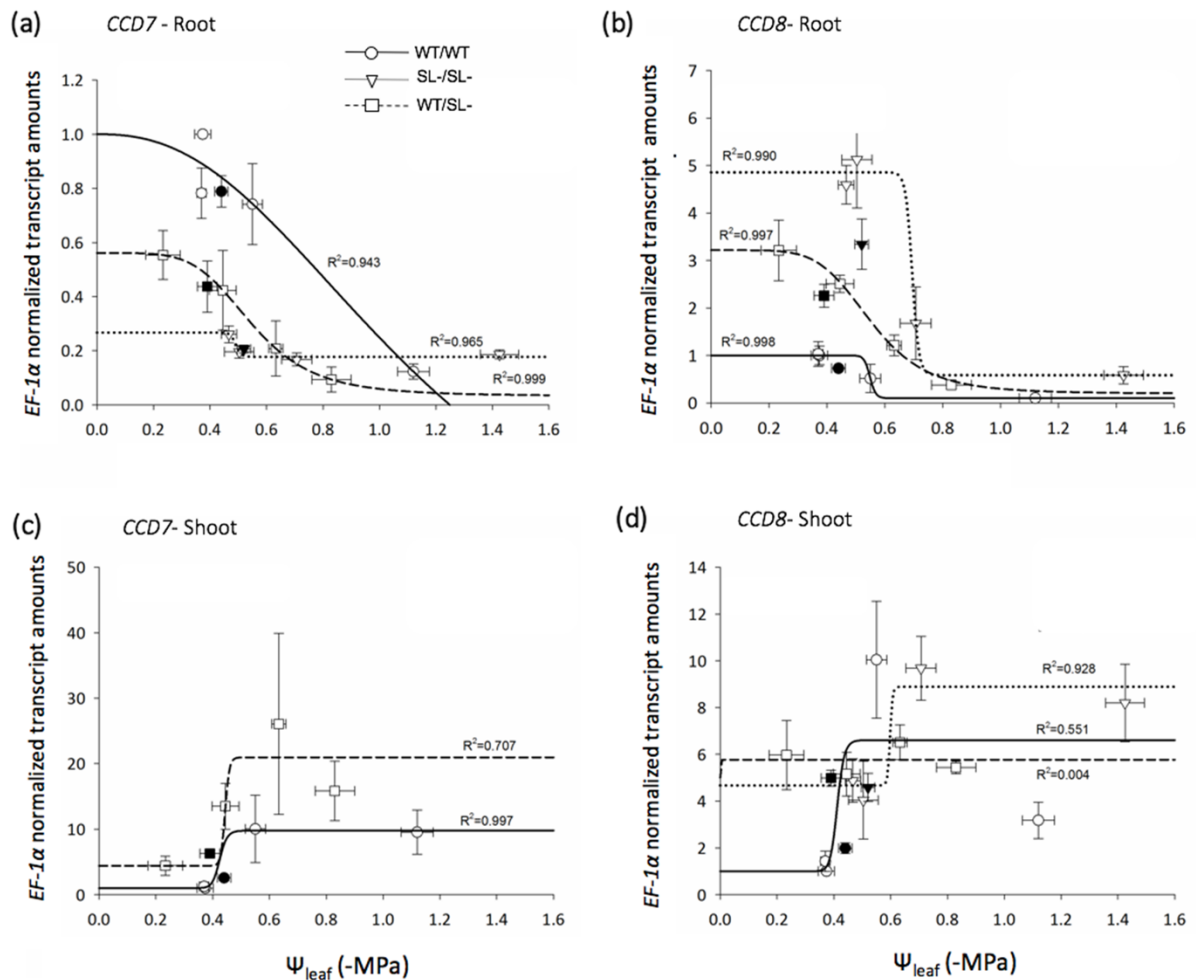 (a)
CCD7 - Root
WT/WT
SL-/SL-
WT/SL-
EF-1α normalized transcript amounts
1.2
1.0
0.8
0.6
0.4
0.2
0.0
R²=0.943
R²=0.965
R²=0.999
0.0 0.2 0.4 0.6 0.8 1.0 1.2 1.4 1.6
(b)
CCD8- Root
EF-1α normalized transcript amounts
7
6
5
4
3
2
1
0
R²=0.990
R²=0.997
R²=0.998
0.0 0.2 0.4 0.6 0.8 1.0 1.2 1.4 1.6
(c)
CCD7- Shoot
EF-1α normalized transcript amounts
50
40
30
20
10
0
R²=0.707
R²=0.997
0.0 0.2 0.4 0.6 0.8 1.0 1.2 1.4 1.6
Ψleaf (-MPa)
(d)
CCD8- Shoot
EF-1α normalized transcript amounts
14
12
10
8
6
4
2
0
R²=0.928
R²=0.551
R²=0.004
0.0 0.2 0.4 0.6 0.8 1.0 1.2 1.4 1.6
Ψleaf (-MPa)